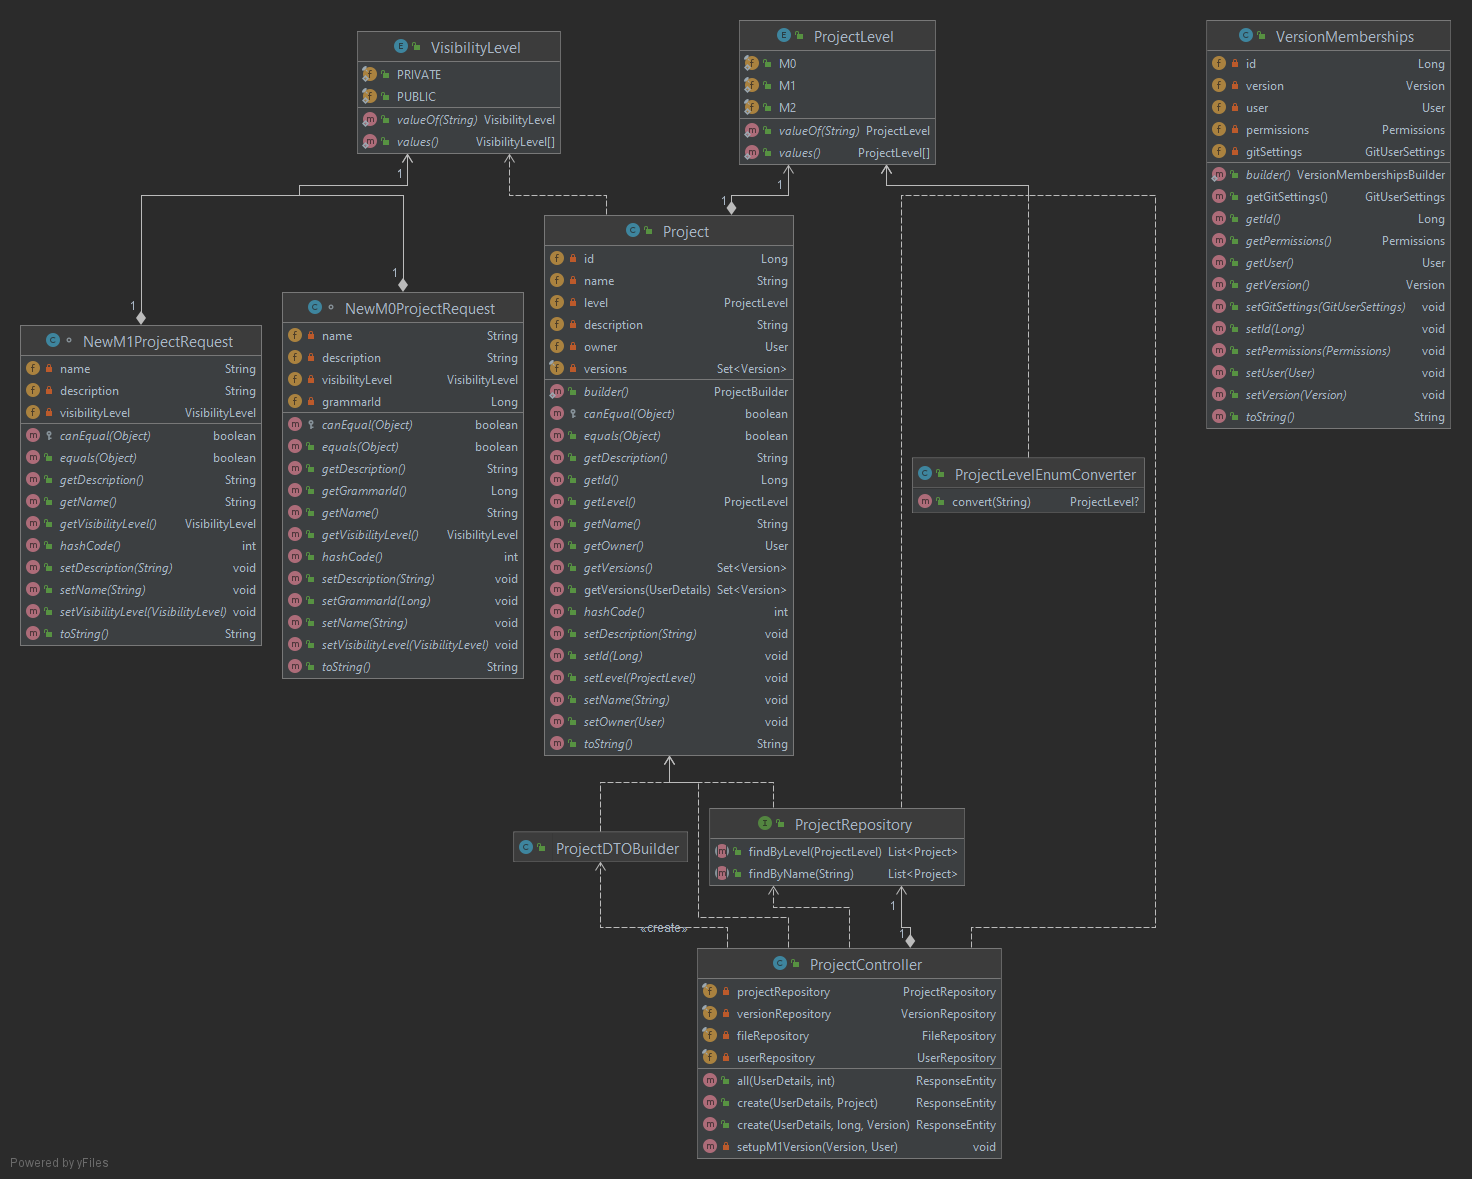 VisibilityLevel
PRIVATE
PUBLIC
valueOf(String) VisibilityLevel
values() VisibilityLevel[]
1
1
1
ProjectLevel
M0
M1
M2
valueOf(String) ProjectLevel
values() ProjectLevel[]
1
1
VersionMemberships
id Long
version Version
user User
permissions Permissions
gitSettings GitUserSettings
builder() VersionMembershipsBuilder
getGitSettings() GitUserSettings
getId() Long
getPermissions() Permissions
getUser() User
getVersion() Version
setGitSettings(GitUserSettings) void
setId(Long) void
setPermissions(Permissions) void
setUser(User) void
setVersion(Version) void
toString() String
NewM1ProjectRequest
name String
description String
visibilityLevel VisibilityLevel
canEqual(Object) boolean
equals(Object) boolean
getDescription() String
getName() String
getVisibilityLevel() VisibilityLevel
hashCode() int
setDescription(String) void
setName(String) void
setVisibilityLevel(VisibilityLevel) void
toString() String
NewM0ProjectRequest
name String
description String
visibilityLevel VisibilityLevel
grammarId Long
canEqual(Object) boolean
equals(Object) boolean
getDescription() String
getGrammarId() Long
getName() String
getVisibilityLevel() VisibilityLevel
hashCode() int
setDescription(String) void
setGrammarId(Long) void
setName(String) void
setVisibilityLevel(VisibilityLevel) void
toString() String
Project
id Long
name String
level ProjectLevel
description String
owner User
versions Set<Version>
builder() ProjectBuilder
canEqual(Object) boolean
equals(Object) boolean
getDescription() String
getId() Long
getLevel() ProjectLevel
getName() String
getOwner() User
getVersions() Set<Version>
getVersions(UserDetails) Set<Version>
hashCode() int
setDescription(String) void
setId(Long) void
setLevel(ProjectLevel) void
setName(String) void
setOwner(User) void
toString() String
ProjectLevelEnumConverter
convert(String) ProjectLevel?
ProjectDTOBuilder
ProjectRepository
findByLevel(ProjectLevel) List<Project>
findByName(String) List<Project>
1
1
«create»
ProjectController
projectRepository ProjectRepository
versionRepository VersionRepository
fileRepository FileRepository
userRepository UserRepository
all(UserDetails, int) ResponseEntity
create(UserDetails, Project) ResponseEntity
create(UserDetails, long, Version) ResponseEntity
setupM1Version(Version, User) void
Powered by yFiles